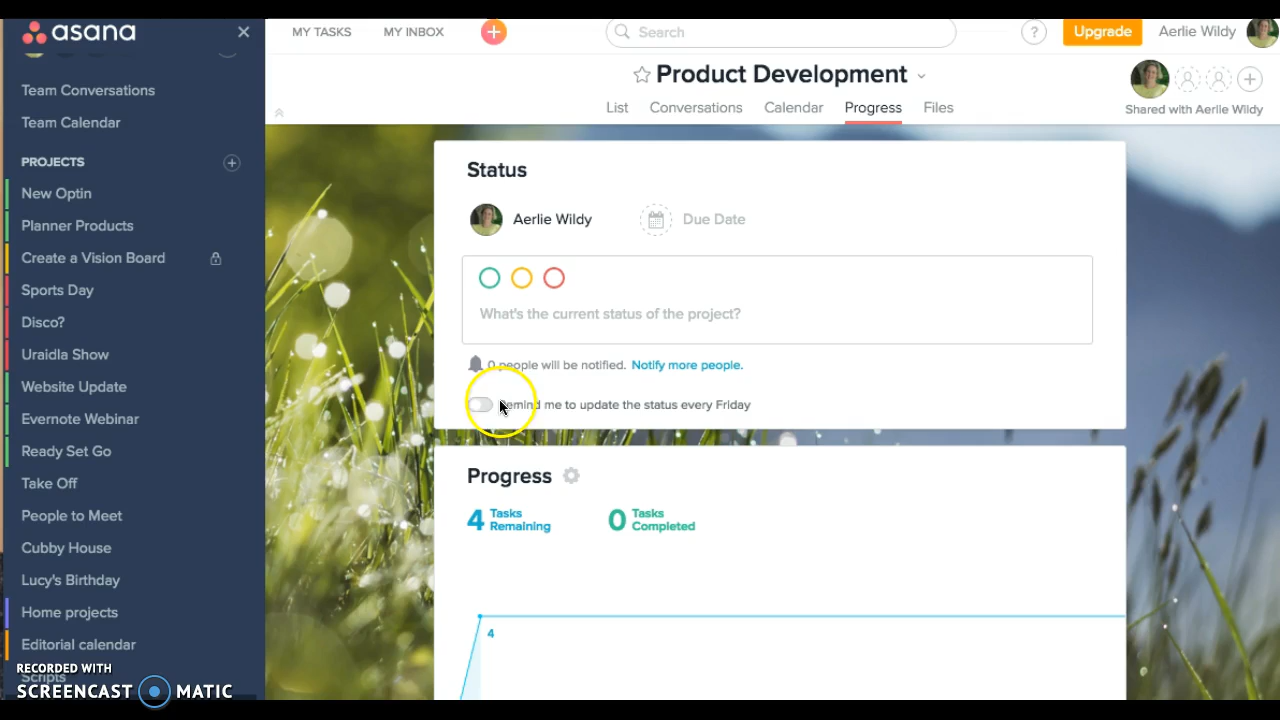 asana
MY TASKS
MY INBOX
Search
?
Upgrade
Aerlie Wildy
Team Conversations
Team Calendar
PROJECTS
New Optin
Planner Products
Create a Vision Board
Sports Day
Disco?
Uraidla Show
Website Update
Evernote Webinar
Ready Set Go
Take Off
People to Meet
Cubby House
Lucy's Birthday
Home projects
Editorial calendar
Scripts
RECORDED WITH
SCREENCAST MATIC
Product Development
List Conversations Calendar Progress Files
Shared with Aerlie Wildy
Status
Aerlie Wildy
Due Date
What's the current status of the project?
0 people will be notified. Notify more people.
Remind me to update the status every Friday
Progress
4 Tasks Remaining
0 Tasks Completed
4